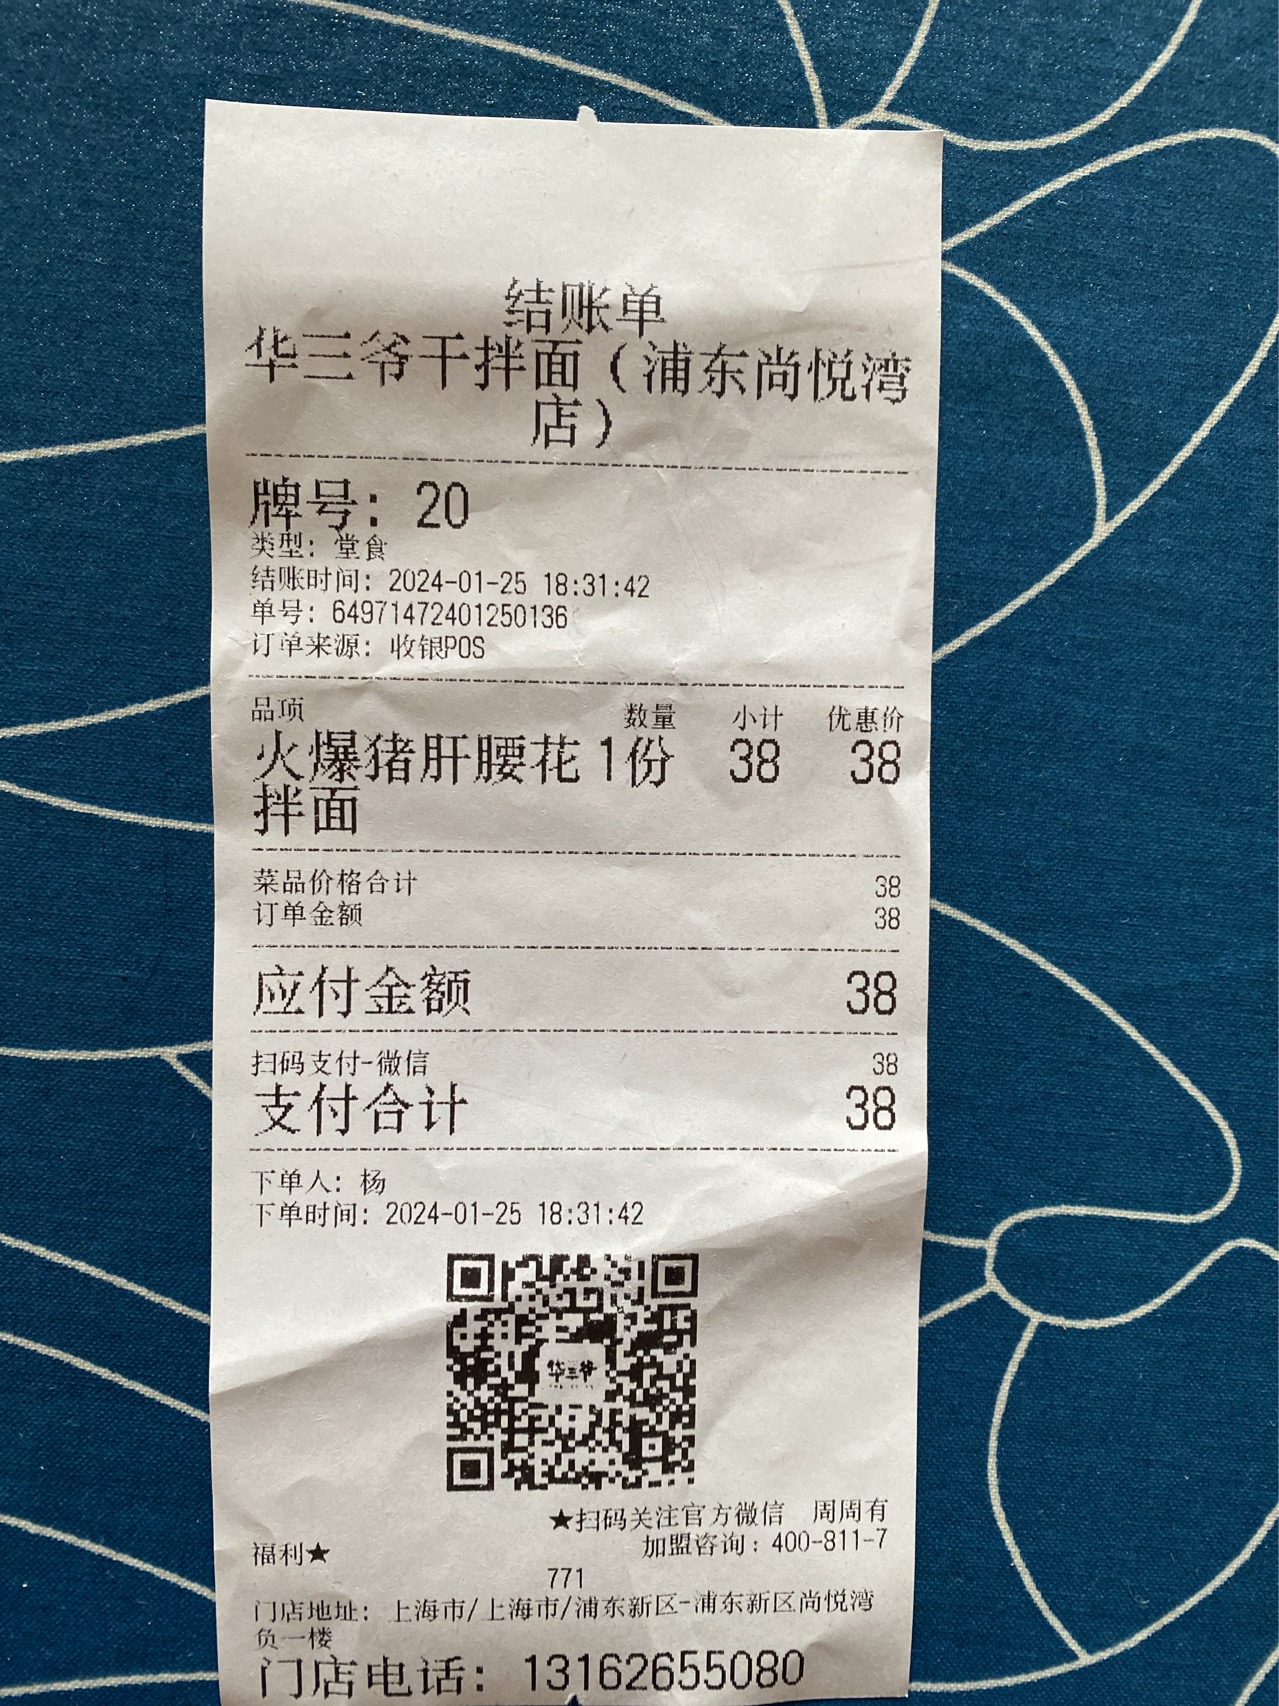 结账单
华三爷干拌面（浦东尚悦湾
店）
牌号：20
类型：堂食
结账时间：2024-01-25 18:31:42
单号：64971472401250136
订单来源：收银POS
品项 数量 小计 优惠价
火爆猪肝腰花 1份 38 38
拌面
菜品价格合计 38
订单金额 38
应付金额 38
扫码支付-微信 38
支付合计 38
下单人：杨
下单时间：2024-01-25 18:31:42
华三爷
★扫码关注官方微信 周周有
福利★ 加盟咨询：400-811-7
771
门店地址：上海市/上海市/浦东新区-浦东新区尚悦湾
负一楼
门店电话：13162655080